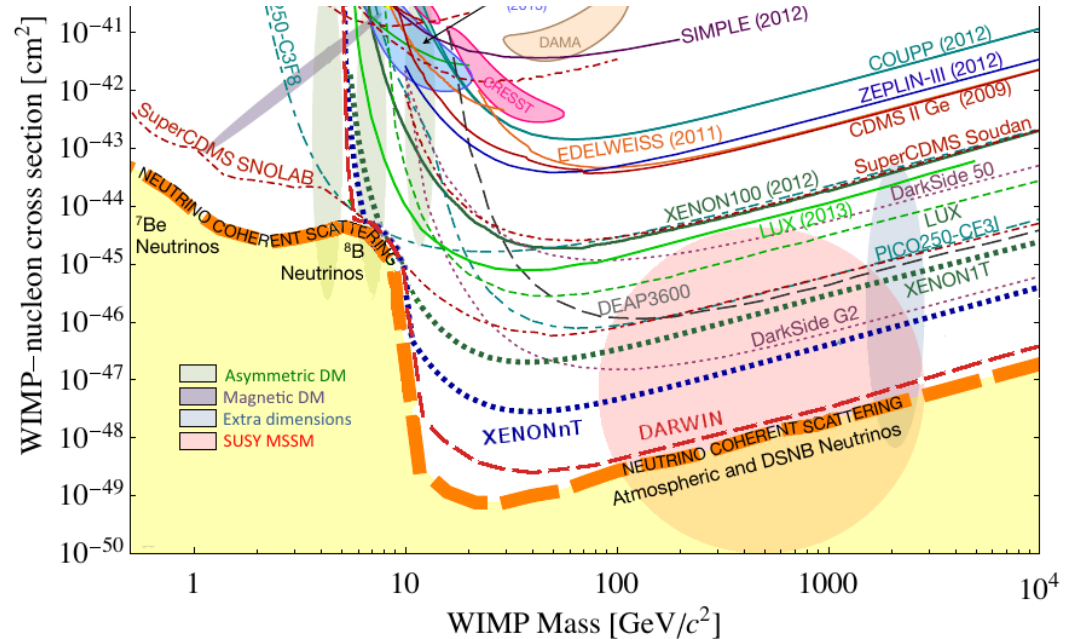 WIMP–nucleon cross section [cm²]
10⁻⁴¹
10⁻⁴²
10⁻⁴³
10⁻⁴⁴
10⁻⁴⁵
10⁻⁴⁶
10⁻⁴⁷
10⁻⁴⁸
10⁻⁴⁹
10⁻⁵⁰
250-C3F8
(2013)
DAMA
CRESST
SIMPLE (2012)
COUPP (2012)
ZEPLIN-III (2012)
CDMS II Ge (2009)
EDELWEISS (2011)
SuperCDMS Soudan
XENON100 (2012)
DarkSide 50
LUX (2013)
LUX
PICO250-CF3I
XENON1T
DEAP3600
DarkSide G2
SuperCDMS SNOLAB
NEUTRINO COHERENT SCATTERING
⁷Be
Neutrinos
⁸B
Neutrinos
Asymmetric DM
Magnetic DM
Extra dimensions
SUSY MSSM
XENONnT
DARWIN
NEUTRINO COHERENT SCATTERING
Atmospheric and DSNB Neutrinos
1
10
100
1000
10⁴
WIMP Mass [GeV/c²]